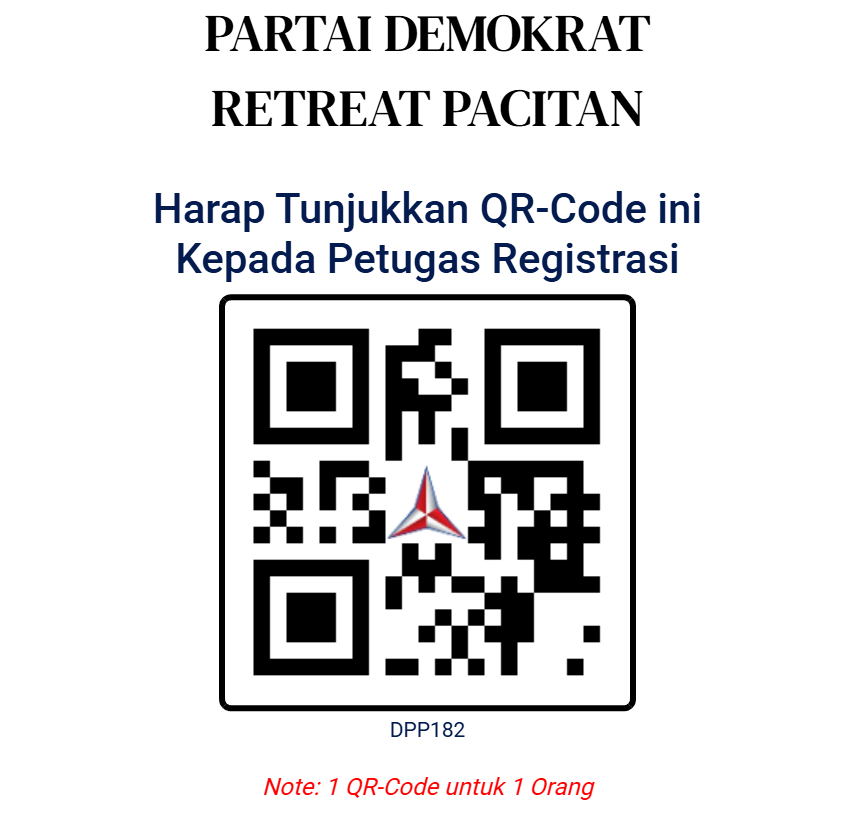 PARTAI DEMOKRAT
RETREAT PACITAN
Harap Tunjukkan QR-Code ini
Kepada Petugas Registrasi
DPP182
Note: 1 QR-Code untuk 1 Orang